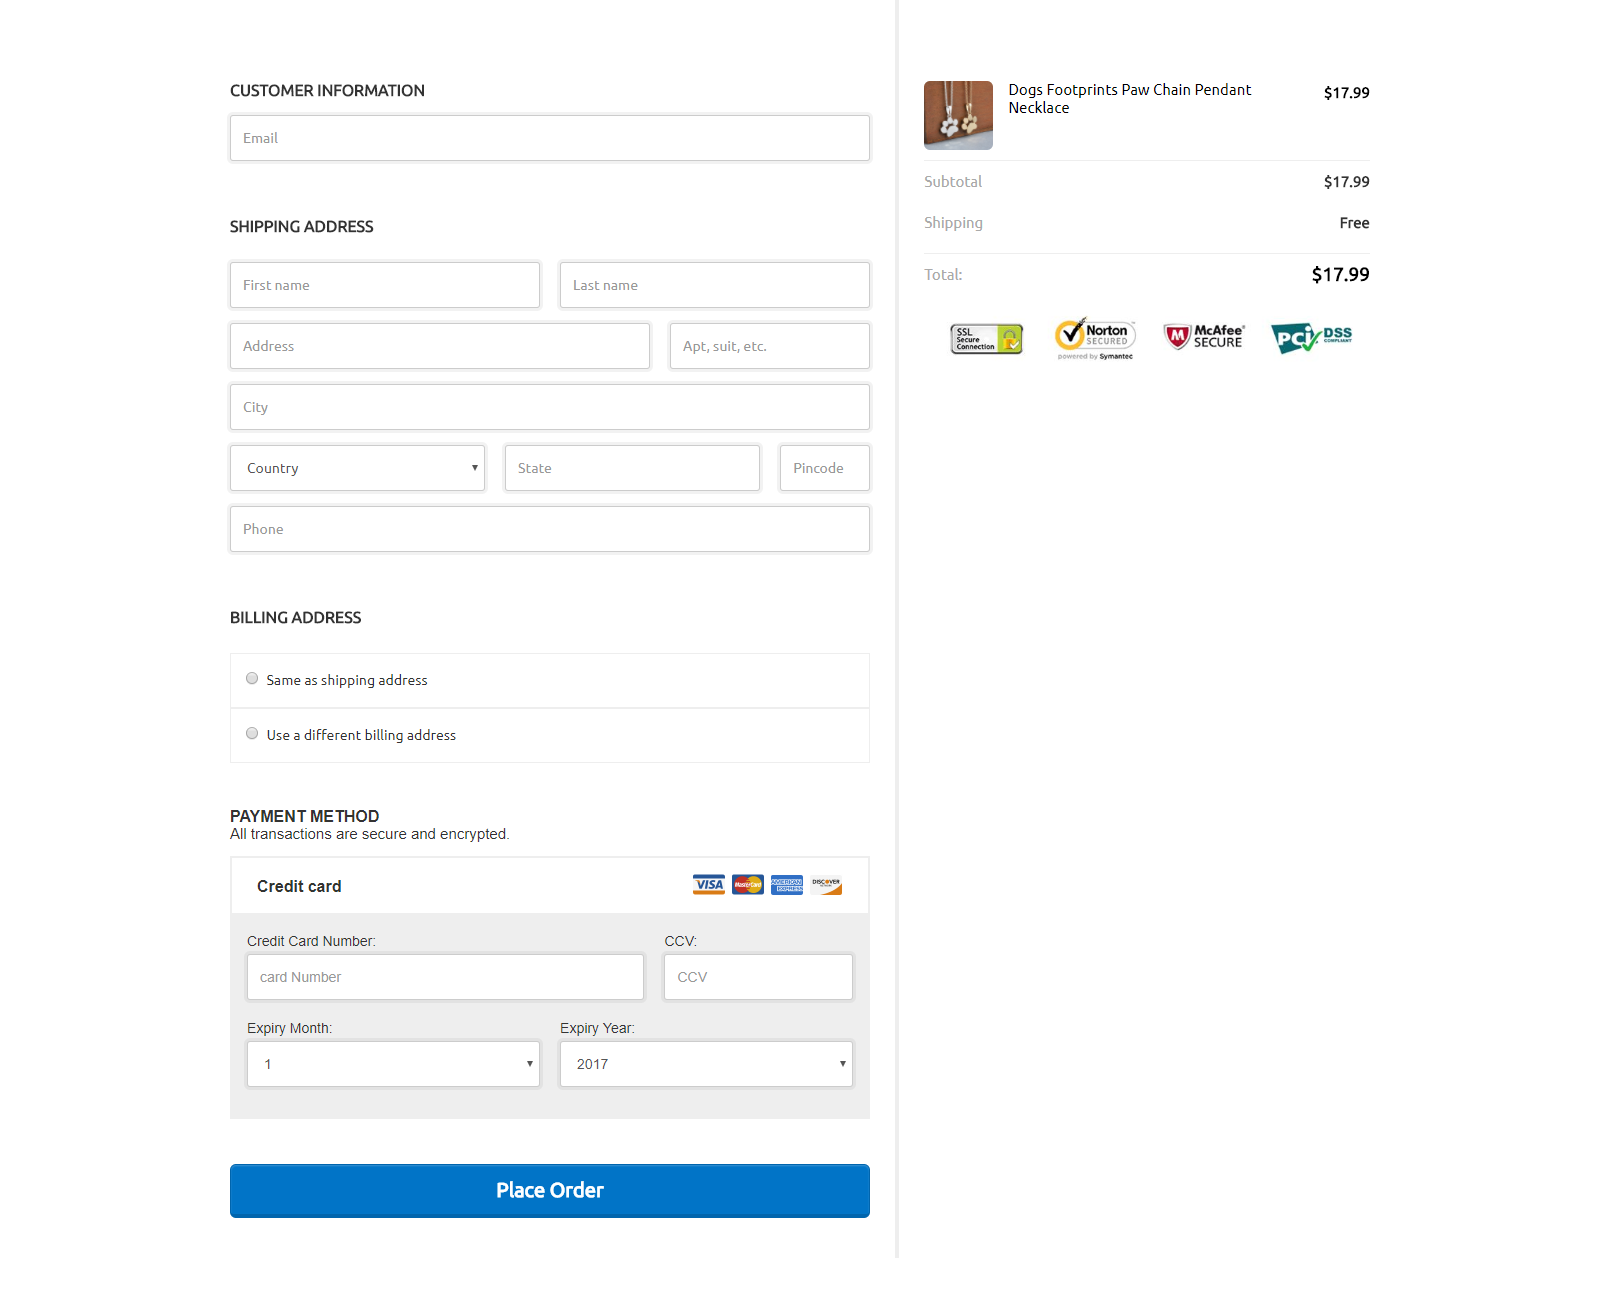 CUSTOMER INFORMATION
Email
SHIPPING ADDRESS
First name
Last name
Address
Apt, suit, etc.
City
Country
State
Pincode
Phone
BILLING ADDRESS
Same as shipping address
Use a different billing address
PAYMENT METHOD
All transactions are secure and encrypted.
Credit card
VISA
MasterCard
AMERICAN
EXPRESS
DISCOVER
Credit Card Number:
CCV:
card Number
CCV
Expiry Month:
Expiry Year:
1
2017
Place Order
Dogs Footprints Paw Chain Pendant
Necklace
$17.99
Subtotal
$17.99
Shipping
Free
Total:
$17.99
SSL
Secure
Connection
Norton
SECURED
powered by Symantec
McAfee
SECURE
PCI DSS
COMPLIANT